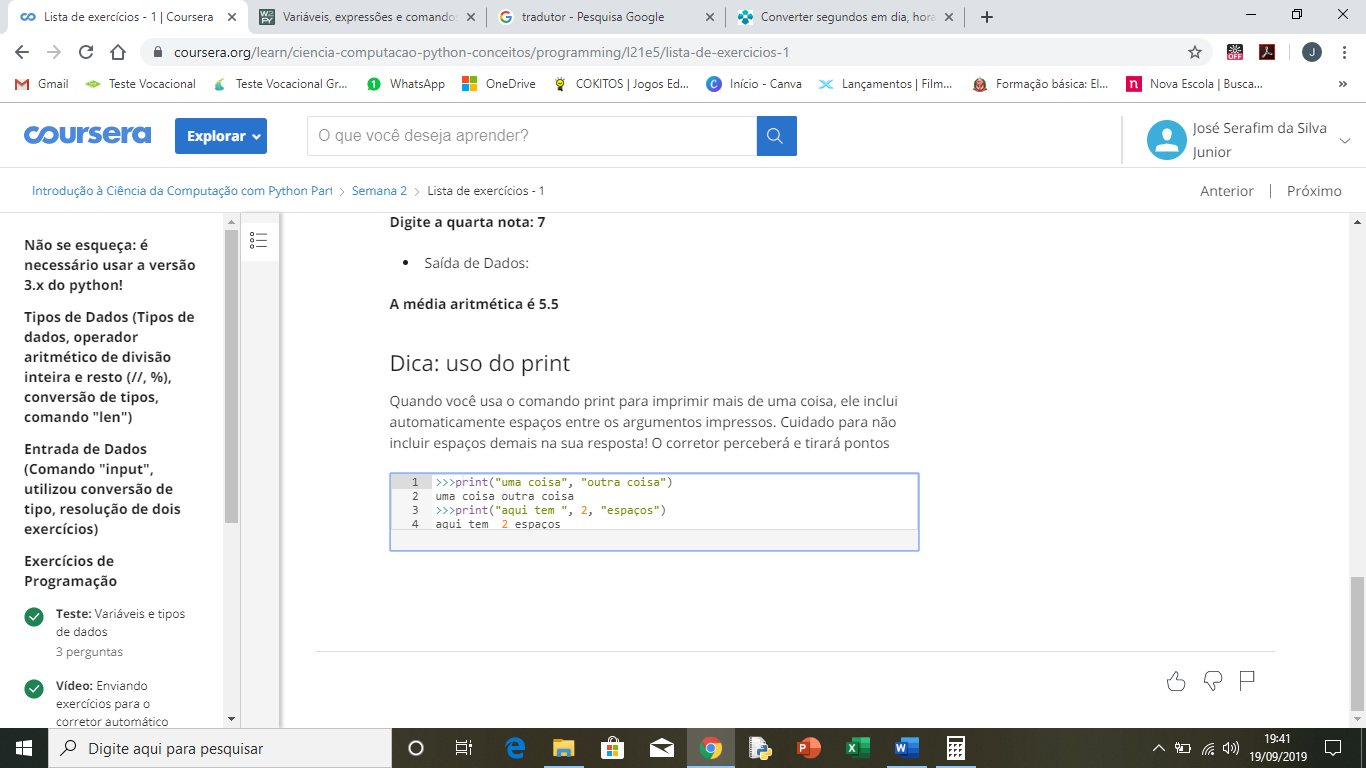 Lista de exercícios - 1 | Coursera
Variáveis, expressões e comandos
tradutor - Pesquisa Google
Converter segundos em dia, hora
coursera.org/learn/ciencia-computacao-python-conceitos/programming/l21e5/lista-de-exercicios-1
OFF
J
Gmail
Teste Vocacional
Teste Vocacional Gr...
WhatsApp
OneDrive
COKITOS | Jogos Ed...
Início - Canva
Lançamentos | Film...
Formação básica: El...
Nova Escola | Busca...
coursera
Explorar
O que você deseja aprender?
José Serafim da Silva
Junior
Introdução à Ciência da Computação com Python Part
Semana 2
Lista de exercícios - 1
Anterior
Próximo
Não se esqueça: é
necessário usar a versão
3.x do python!
Tipos de Dados (Tipos de
dados, operador
aritmético de divisão
inteira e resto (//, %),
conversão de tipos,
comando "len")
Entrada de Dados
(Comando "input",
utilizou conversão de
tipo, resolução de dois
exercícios)
Exercícios de
Programação
Teste: Variáveis e tipos
de dados
3 perguntas
Vídeo: Enviando
exercícios para o
corretor automático
Digite a quarta nota: 7
• Saída de Dados:
A média aritmética é 5.5
Dica: uso do print
Quando você usa o comando print para imprimir mais de uma coisa, ele inclui
automaticamente espaços entre os argumentos impressos. Cuidado para não
incluir espaços demais na sua resposta! O corretor perceberá e tirará pontos
1 >>>print("uma coisa", "outra coisa")
2 uma coisa outra coisa
3 >>>print("aqui tem ", 2, "espaços")
4 aqui tem  2 espaços
Digite aqui para pesquisar
19:41
19/09/2019